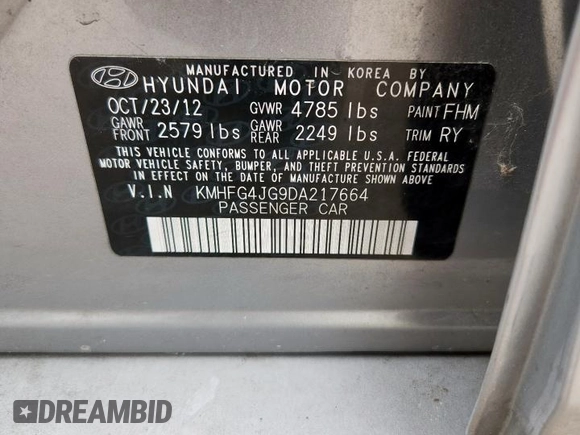 MANUFACTURED IN KOREA BY
HYUNDAI MOTOR COMPANY
OCT/23/12 GVWR 4785 lbs PAINT FHM
GAWR FRONT 2579 lbs GAWR REAR 2249 lbs TRIM RY
THIS VEHICLE CONFORMS TO ALL APPLICABLE U.S.A. FEDERAL
MOTOR VEHICLE SAFETY, BUMPER, AND THEFT PREVENTION STANDARDS
IN EFFECT ON THE DATE OF MANUFACTURE SHOWN ABOVE.
V.I.N KMHFG4JG9DA217664
PASSENGER CAR
DREAMBID